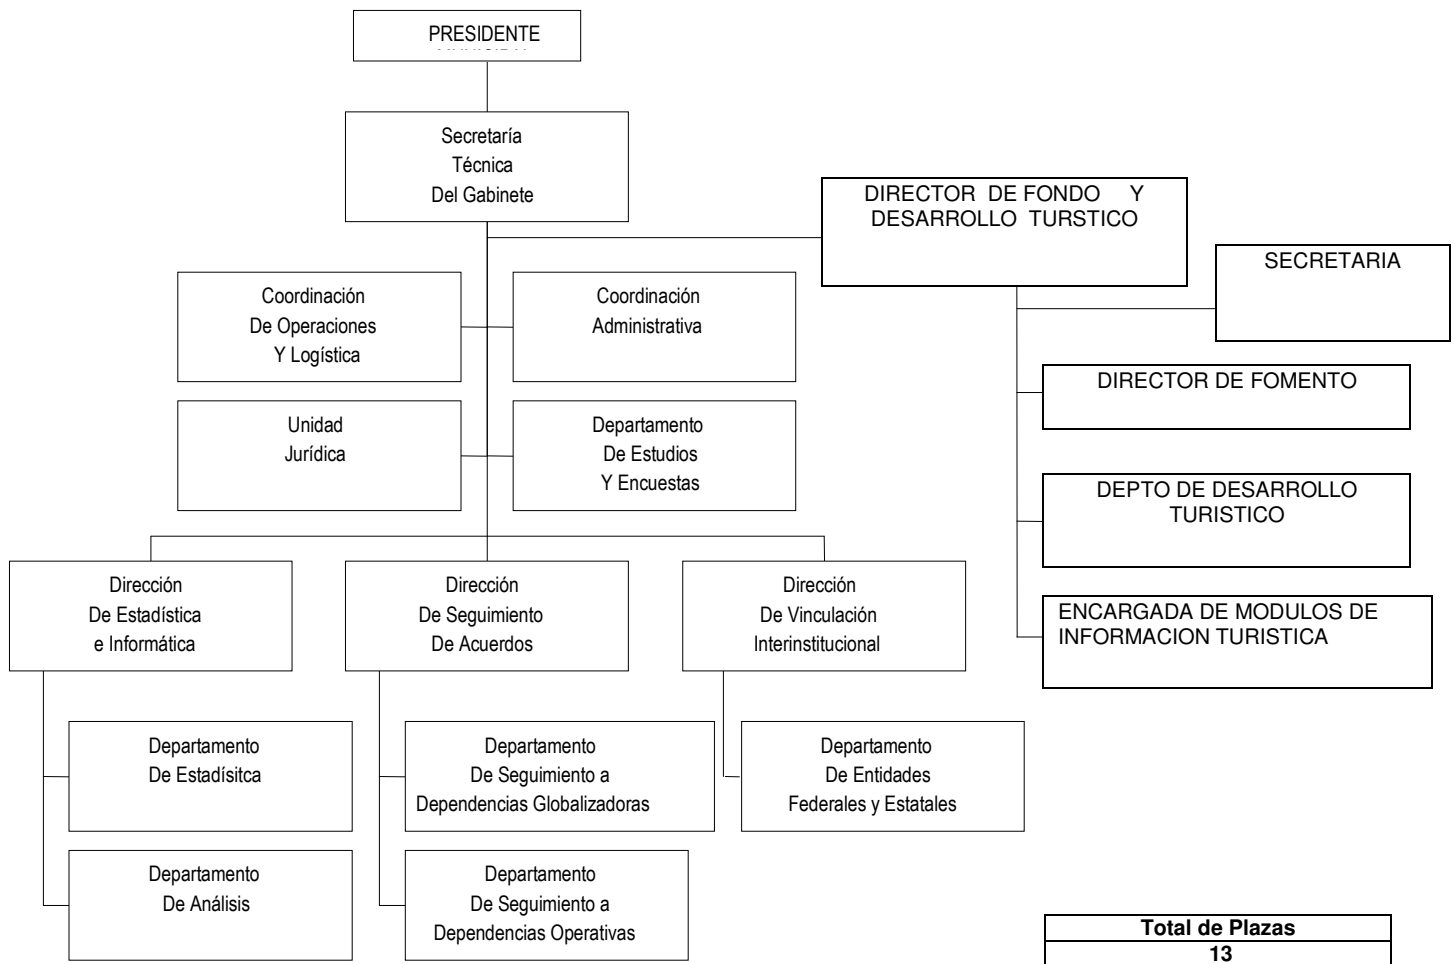 PRESIDENTE
Secretaría
Técnica
Del Gabinete
DIRECTOR DE FONDO Y
DESARROLLO TURSTICO
SECRETARIA
Coordinación
De Operaciones
Y Logística
Coordinación
Administrativa
DIRECTOR DE FOMENTO
Unidad
Jurídica
Departamento
De Estudios
Y Encuestas
DEPTO DE DESARROLLO
TURISTICO
Dirección
De Estadística
e Informática
Dirección
De Seguimiento
De Acuerdos
Dirección
De Vinculación
Interinstitucional
ENCARGADA DE MODULOS DE
INFORMACION TURISTICA
Departamento
De Estadísitca
Departamento
De Seguimiento a
Dependencias Globalizadoras
Departamento
De Entidades
Federales y Estatales
Departamento
De Análisis
Departamento
De Seguimiento a
Dependencias Operativas
Total de Plazas
13